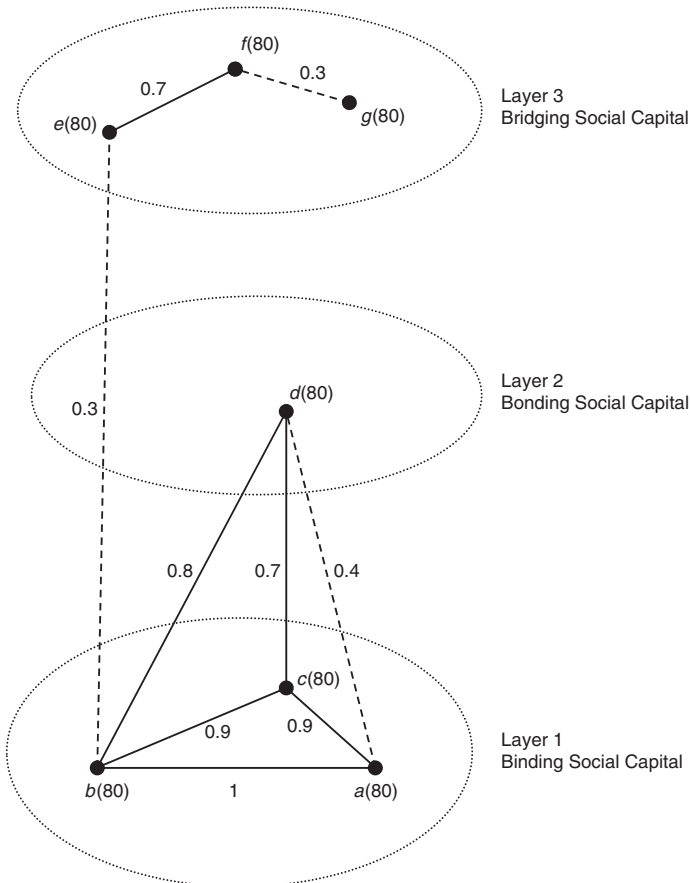 f(80)
0.3
0.7
g(80)
e(80)
Layer 3
Bridging Social Capital
Layer 2
Bonding Social Capital
d(80)
0.3
0.8
0.7
0.4
c(80)
0.9
0.9
Layer 1
Binding Social Capital
b(80)
1
a(80)